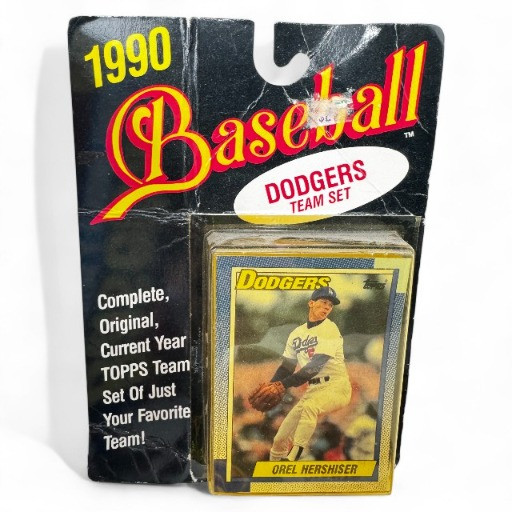 1990
Baseball
TM
DODGERS
TEAM SET
Complete,
Original,
Current Year
TOPPS Team
Set Of Just
Your Favorite
Team!
DODGERS
TOPPS
Dodgers
OREL HERSHISER